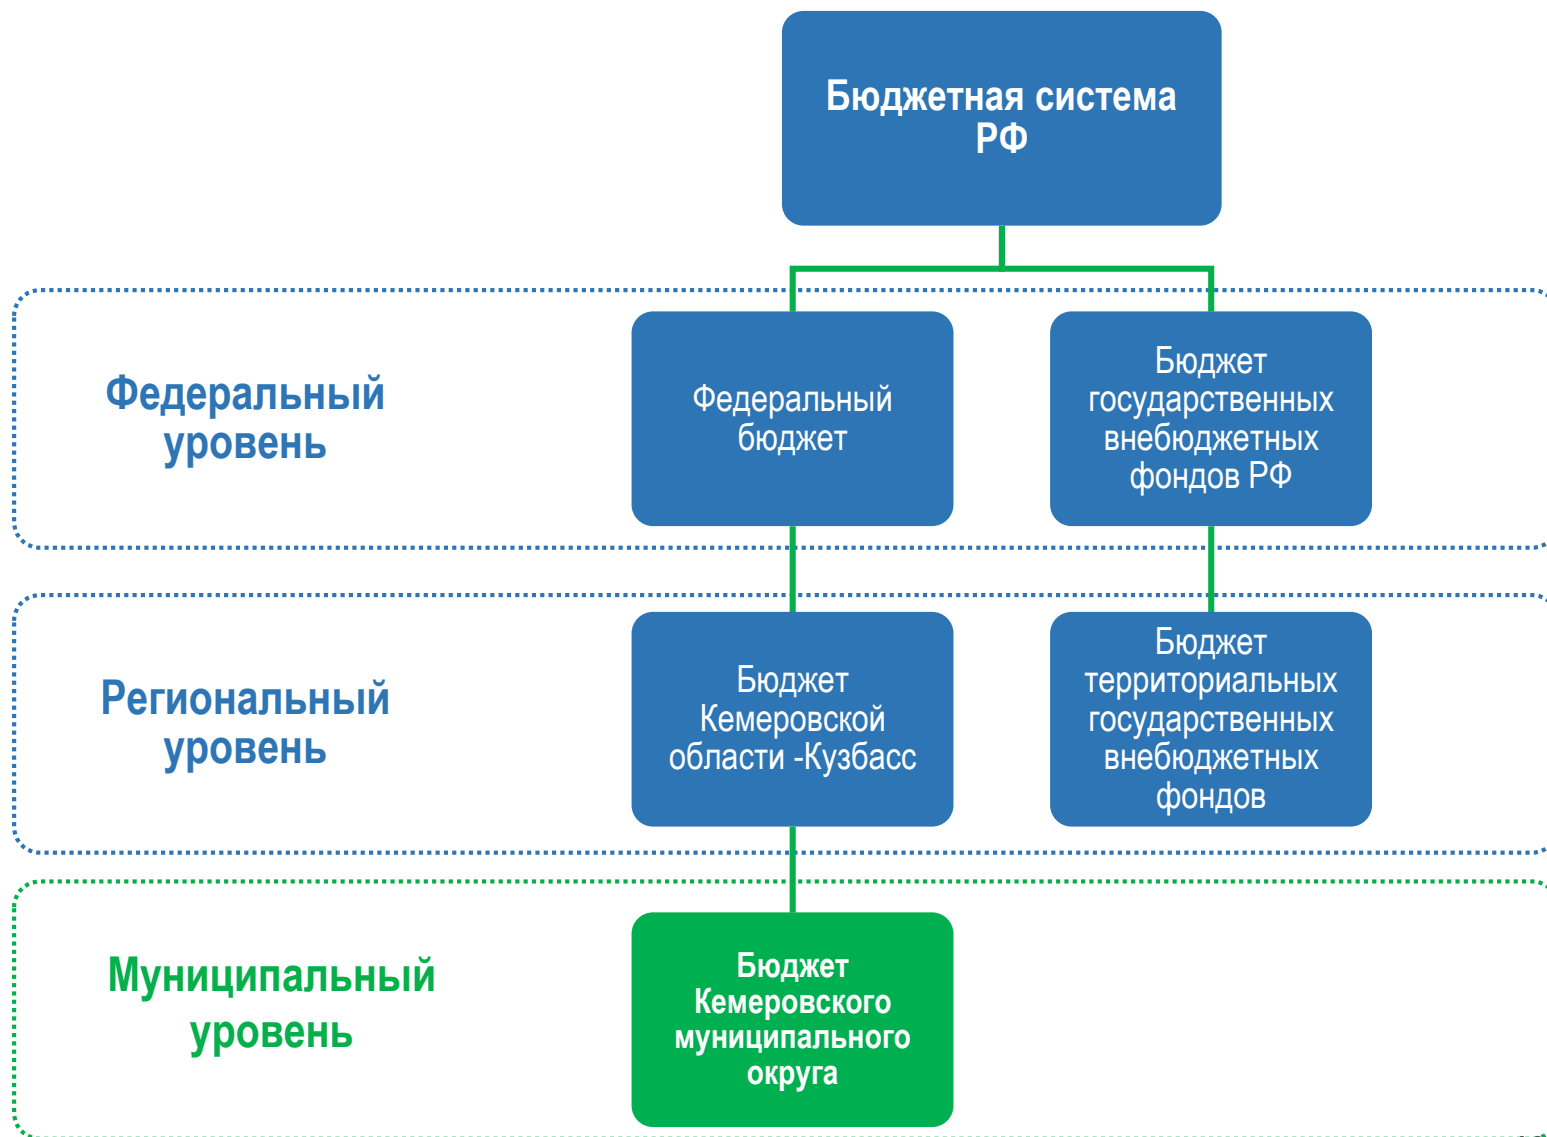 Бюджетная система
РФ
Федеральный
уровень
Федеральный
бюджет
Бюджет
государственных
внебюджетных
фондов РФ
Региональный
уровень
Бюджет
Кемеровской
области -Кузбасс
Бюджет
территориальных
государственных
внебюджетных
фондов
Муниципальный
уровень
Бюджет
Кемеровского
муниципального
округа